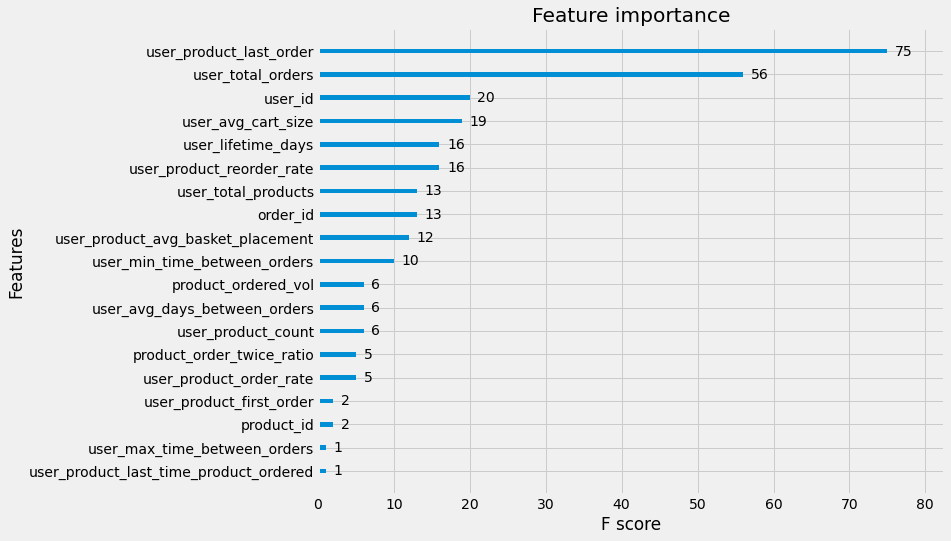 Feature importance
user_product_last_order 75
user_total_orders 56
user_id 20
user_avg_cart_size 19
user_lifetime_days 16
user_product_reorder_rate 16
user_total_products 13
order_id 13
user_product_avg_basket_placement 12
user_min_time_between_orders 10
product_ordered_vol 6
user_avg_days_between_orders 6
user_product_count 6
product_order_twice_ratio 5
user_product_order_rate 5
user_product_first_order 2
product_id 2
user_max_time_between_orders 1
user_product_last_time_product_ordered 1
0 10 20 30 40 50 60 70 80
F score
Features